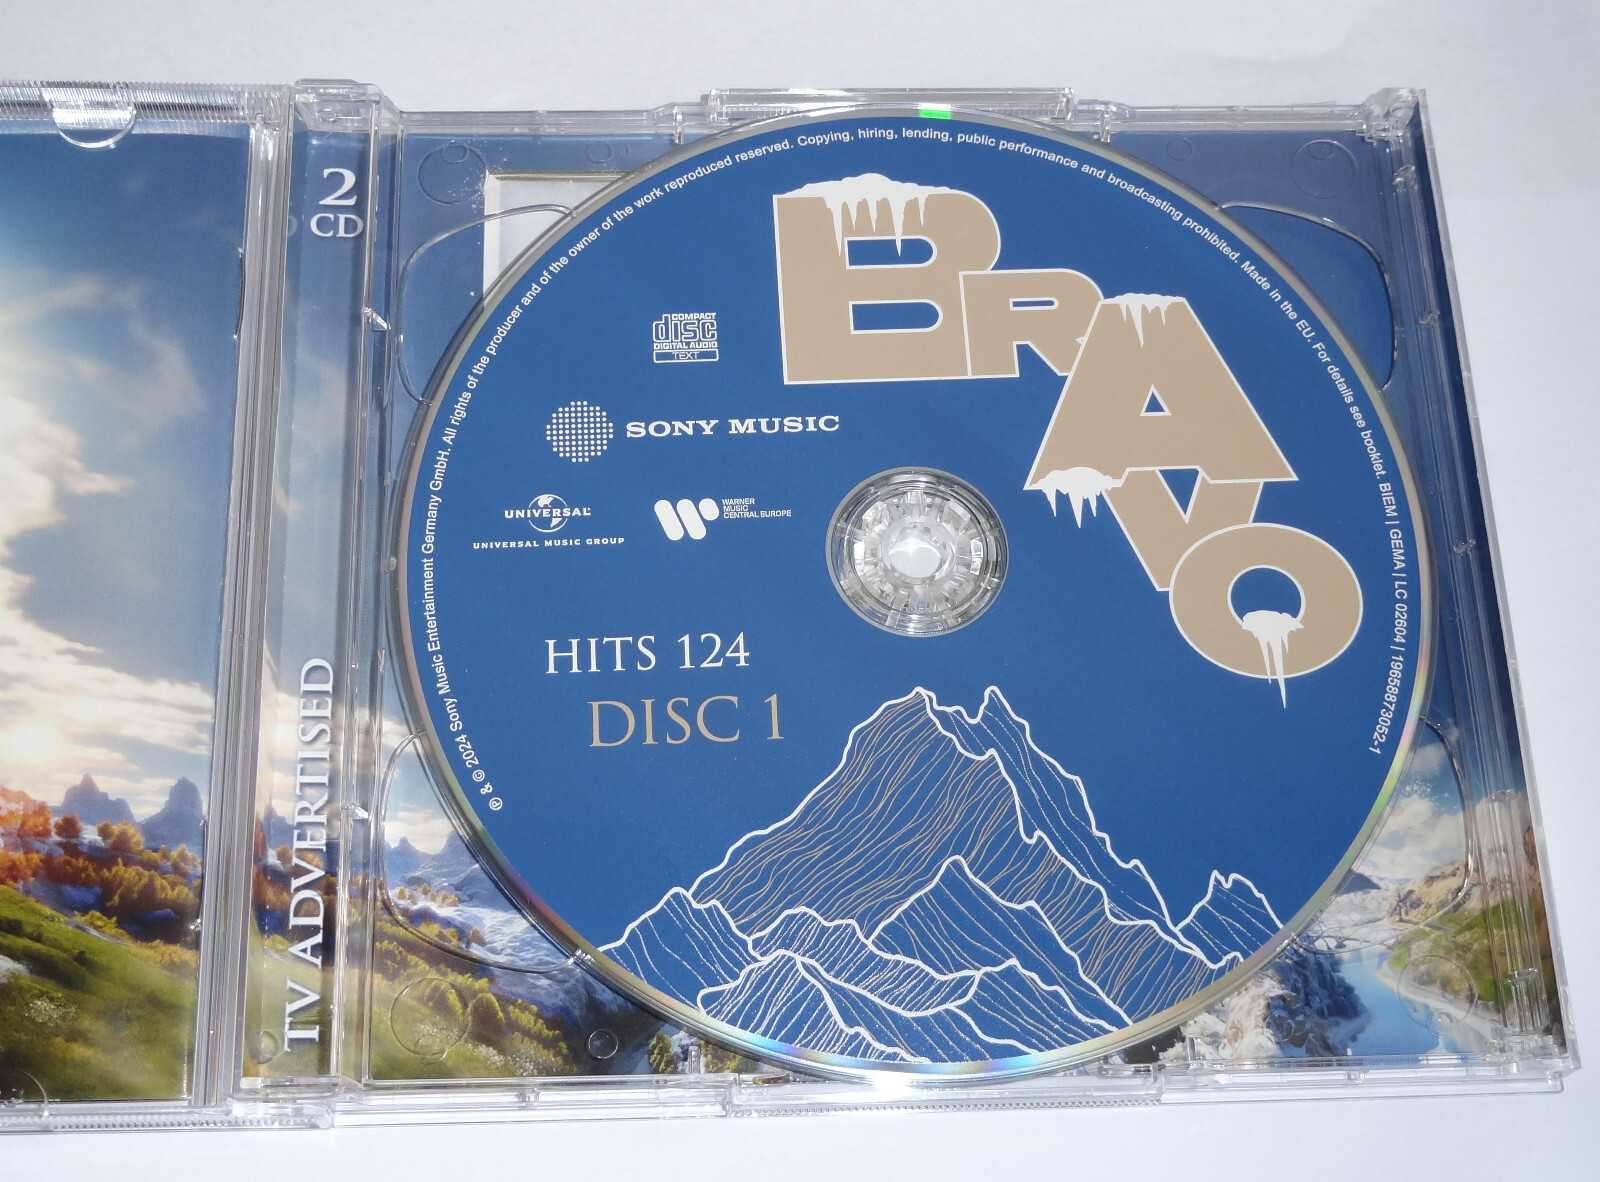 2
CD
TV ADVERTISED
℗ & © 2024 Sony Music Entertainment Germany GmbH. All rights of the producer and of the owner of the work reproduced reserved. Copying, hiring, lending, public performance and broadcasting prohibited. Made in the EU. For details see booklet. BIEM | GEMA | LC 02604 | 19658873052-1
BRAVO
COMPACT
disc
DIGITAL AUDIO
TEXT
SONY MUSIC
UNIVERSAL
UNIVERSAL MUSIC GROUP
WARNER
MUSIC
CENTRAL EUROPE
HITS 124
DISC 1